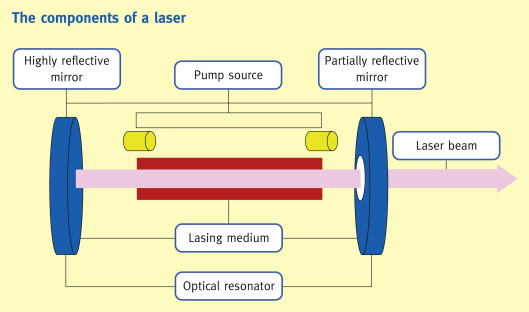 The components of a laser
Highly reflective
mirror
Pump source
Partially reflective
mirror
Laser beam
Lasing medium
Optical resonator